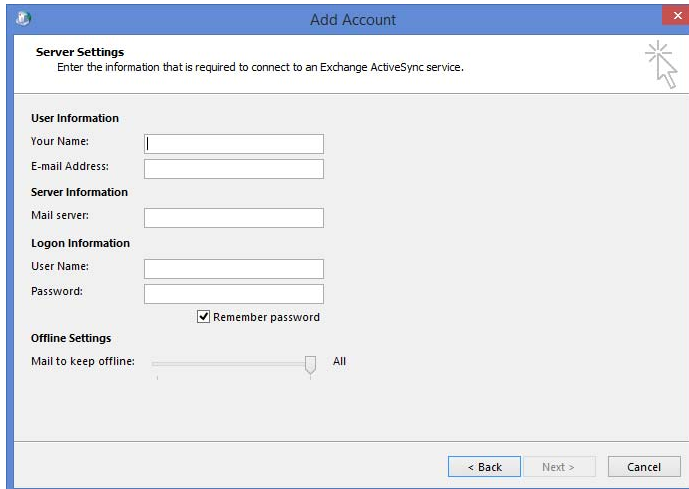 Add Account
Server Settings
Enter the information that is required to connect to an Exchange ActiveSync service.
User Information
Your Name:
E-mail Address:
Server Information
Mail server:
Logon Information
User Name:
Password:
Remember password
Offline Settings
Mail to keep offline: All
< Back Next > Cancel